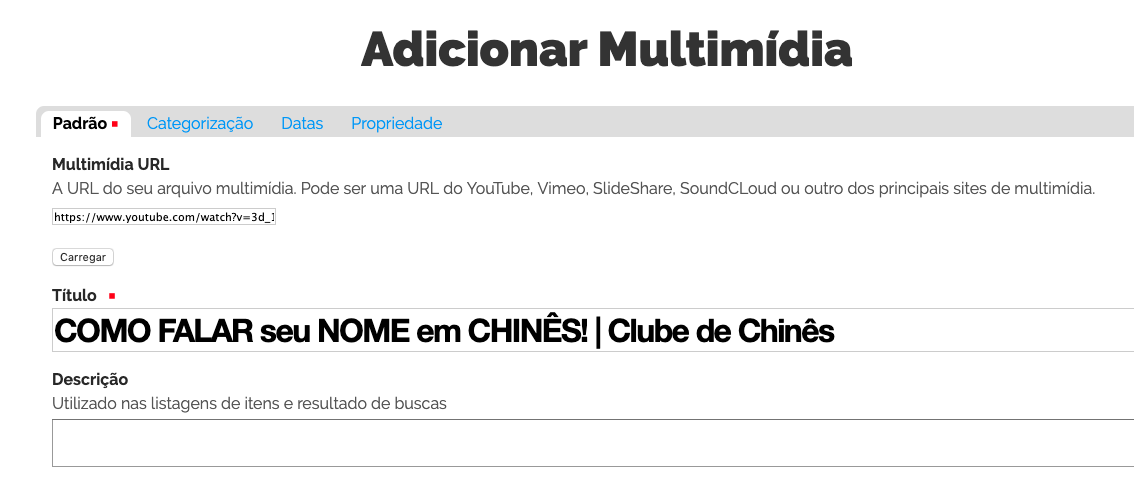 Adicionar Multimídia
Padrão Categorização Datas Propriedade
Multimídia URL
A URL do seu arquivo multimídia. Pode ser uma URL do YouTube, Vimeo, SlideShare, SoundCLoud ou outro dos principais sites de multimídia.
https://www.youtube.com/watch?v=3d_1
Carregar
Título
COMO FALAR seu NOME em CHINÊS! | Clube de Chinês
Descrição
Utilizado nas listagens de itens e resultado de buscas